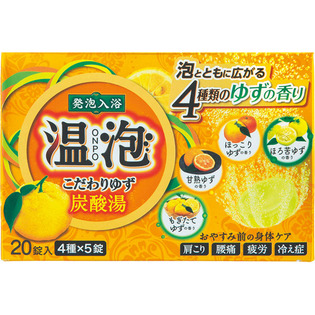 泡とともに広がる
4種類のゆずの香り
発泡入浴
温泡
ONPO
こだわりゆず
炭酸湯
ほっこり
ゆずの香り
ほろ苦ゆず
の香り
甘熟ゆず
の香り
もぎたて
ゆずの香り
20錠入
4種×5錠
おやすみ前の身体ケア
肩こり
腰痛
疲労
冷え症